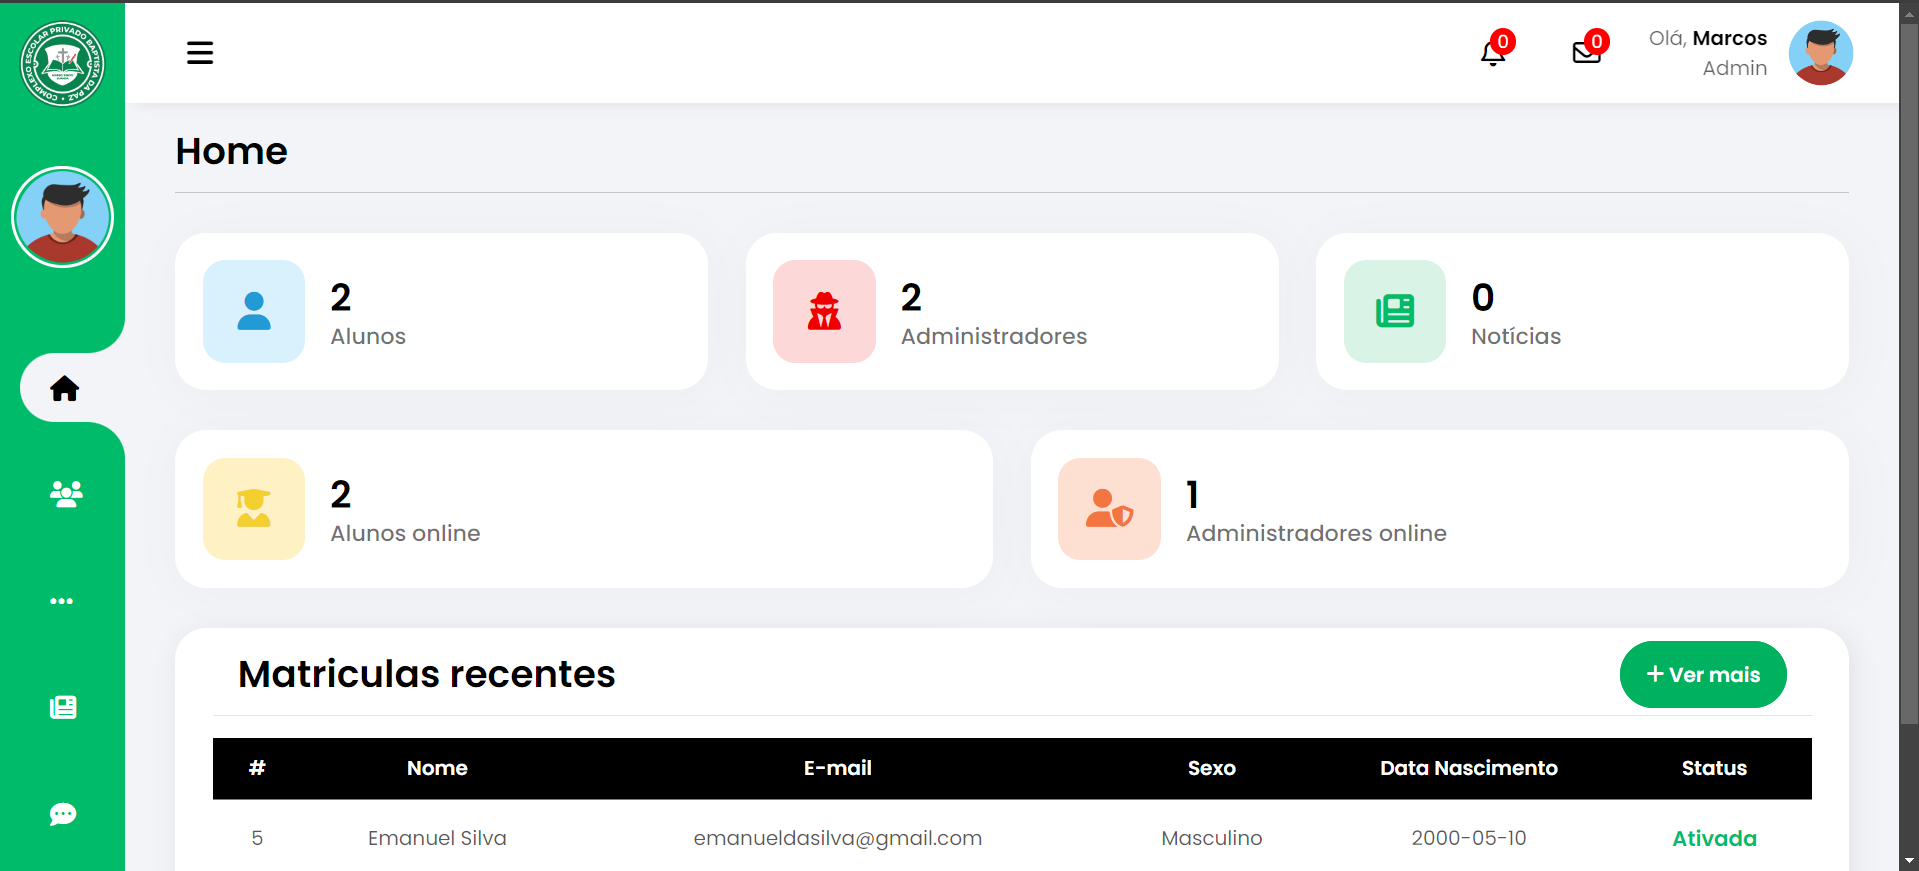 COMPLEXO ESCOLAR PRIVADO BAPTISTA DA PAZ
0
0
Olá, Marcos
Admin
Home
2
Alunos
2
Administradores
0
Notícias
2
Alunos online
1
Administradores online
Matriculas recentes
+ Ver mais
# Nome E-mail Sexo Data Nascimento Status
5 Emanuel Silva emanueldasilva@gmail.com Masculino 2000-05-10 Ativada